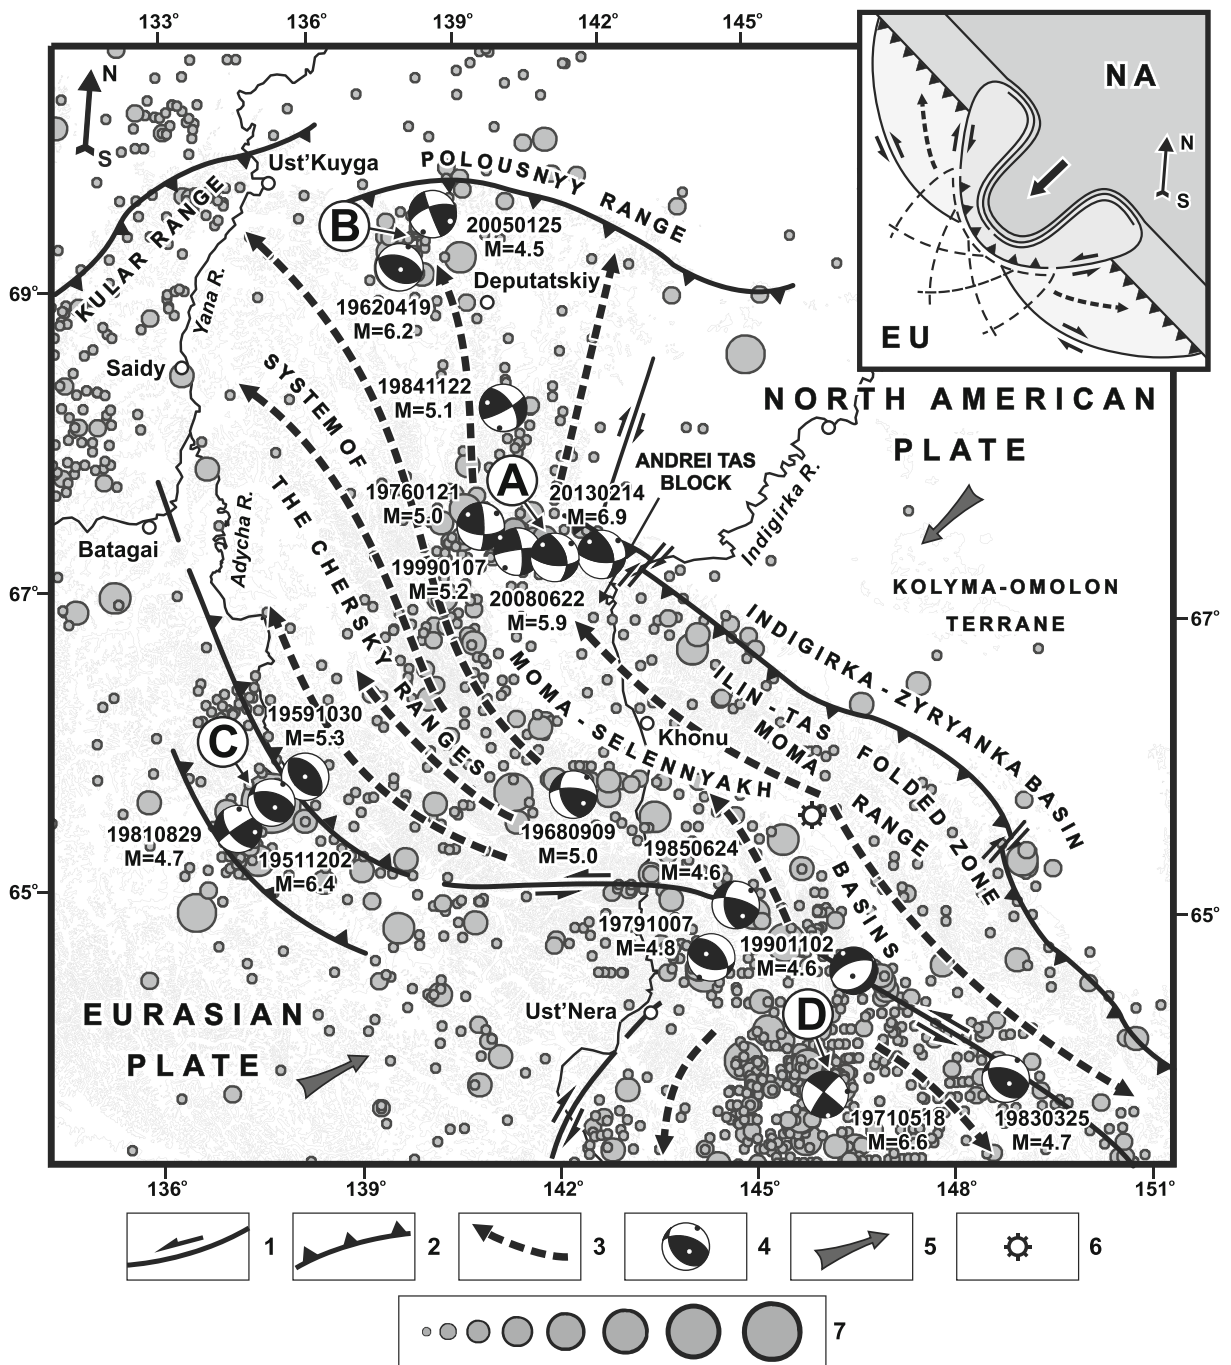 133°
136°
139°
142°
145°
N
S
NA
N
S
EU
Ust'Kuyga
POLOUSNYY RANGE
KULAR RANGE
B
20050125
M=4.5
Deputatskiy
19620419
M=6.2
Yana R.
69°
Saidy
SYSTEM OF
THE CHERSKY RANGES
19841122
M=5.1
NORTH AMERICAN
PLATE
ANDREI TAS
BLOCK
A
19760121
M=5.0
20130214
M=6.9
Indigirka R.
Adycha R.
Batagai
19990107
M=5.2
20080622
M=5.9
KOLYMA-OMOLON
TERRANE
67°
67°
INDIGIRKA-ZYRYANKA BASIN
ILIN-TAS FOLDED ZONE
MOMA RANGE
MOMA-SELENNYAKH BASINS
Khonu
19591030
M=5.3
C
19810829
M=4.7
19511202
M=6.4
19680909
M=5.0
19850624
M=4.6
65°
65°
19791007
M=4.8
19901102
M=4.6
EURASIAN
PLATE
Ust'Nera
D
19710518
M=6.6
19830325
M=4.7
136°
139°
142°
145°
148°
151°
1
2
3
4
5
6
7